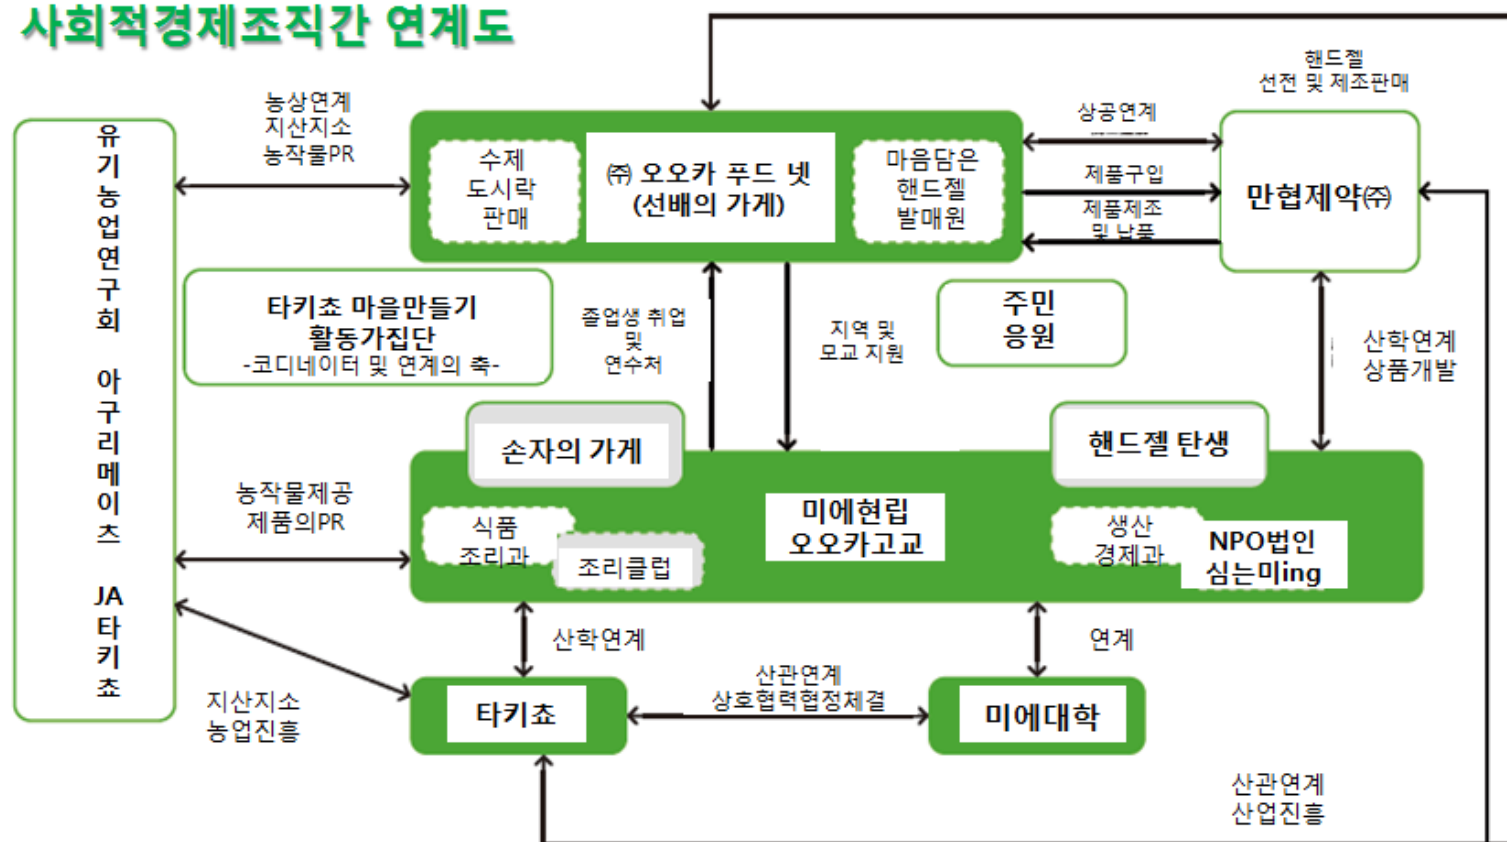 사회적경제조직간 연계도
핸드젤
선전 및 제조판매
농상연계
지산지소
농작물PR
유기농업연구회 아구리메이츠 JA타키쵸
수제
도시락
판매
㈜ 오오카 푸드 넷
(선배의 가게)
마음담은
핸드젤
발매원
상공연계
제품구입
제품제조
및 납품
만협제약㈜
타키쵸 마을만들기
활동가집단
-코디네이터 및 연계의 축-
졸업생 취업
및
연수처
지역 및
모교 지원
주민
응원
산학연계
상품개발
손자의 가게
핸드젤 탄생
농작물제공
제품의PR
식품
조리과
조리클럽
미에현립
오오카고교
생산
경제과
NPO법인
심는미ing
산학연계
연계
지산지소
농업진흥
타키쵸
산관연계
상호협력협정체결
미에대학
산관연계
산업진흥